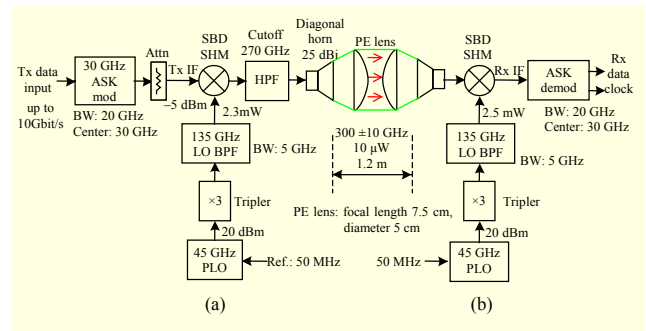 Tx data
input
up to
10Gbit/s
30 GHz
ASK
mod
BW: 20 GHz
Center: 30 GHz
Attn
Tx IF
–5 dBm
SBD
SHM
2.3mW
Cutoff
270 GHz
HPF
Diagonal
horn
25 dBi
PE lens
300 ±10 GHz
10 µW
1.2 m
PE lens: focal length 7.5 cm,
diameter 5 cm
135 GHz
LO BPF
BW: 5 GHz
×3
Tripler
20 dBm
45 GHz
PLO
Ref.: 50 MHz
(a)
SBD
SHM
Rx IF
2.5 mW
ASK
demod
Rx
data
clock
BW: 20 GHz
Center: 30 GHz
135 GHz
LO BPF
BW: 5 GHz
×3
Tripler
20 dBm
50 MHz
45 GHz
PLO
(b)